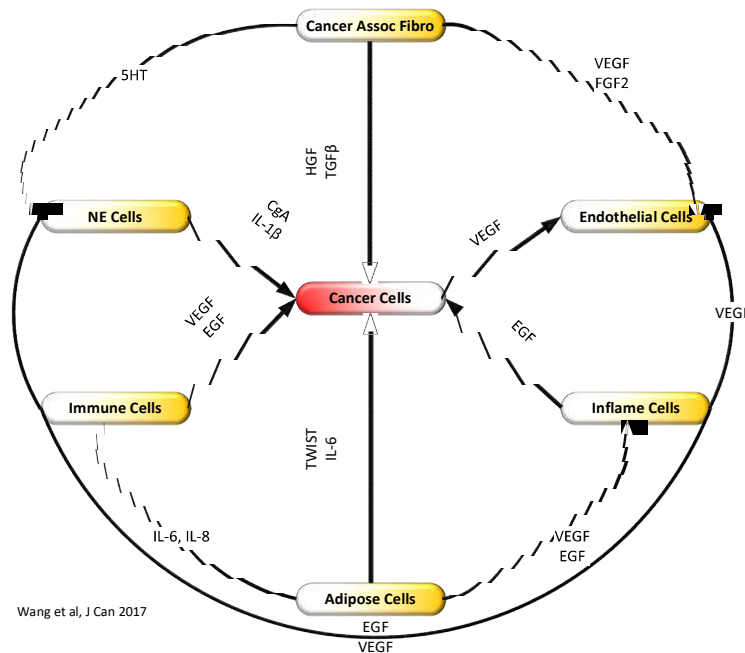 Cancer Assoc Fibro
5HT
VEGF
FGF2
HGF
TGFβ
NE Cells
CgA
IL-1β
Endothelial Cells
VEGF
Cancer Cells
VEGF
EGF
EGF
VEGF
Immune Cells
Inflame Cells
TWIST
IL-6
IL-6, IL-8
VEGF
EGF
Adipose Cells
Wang et al, J Can 2017
EGF
VEGF